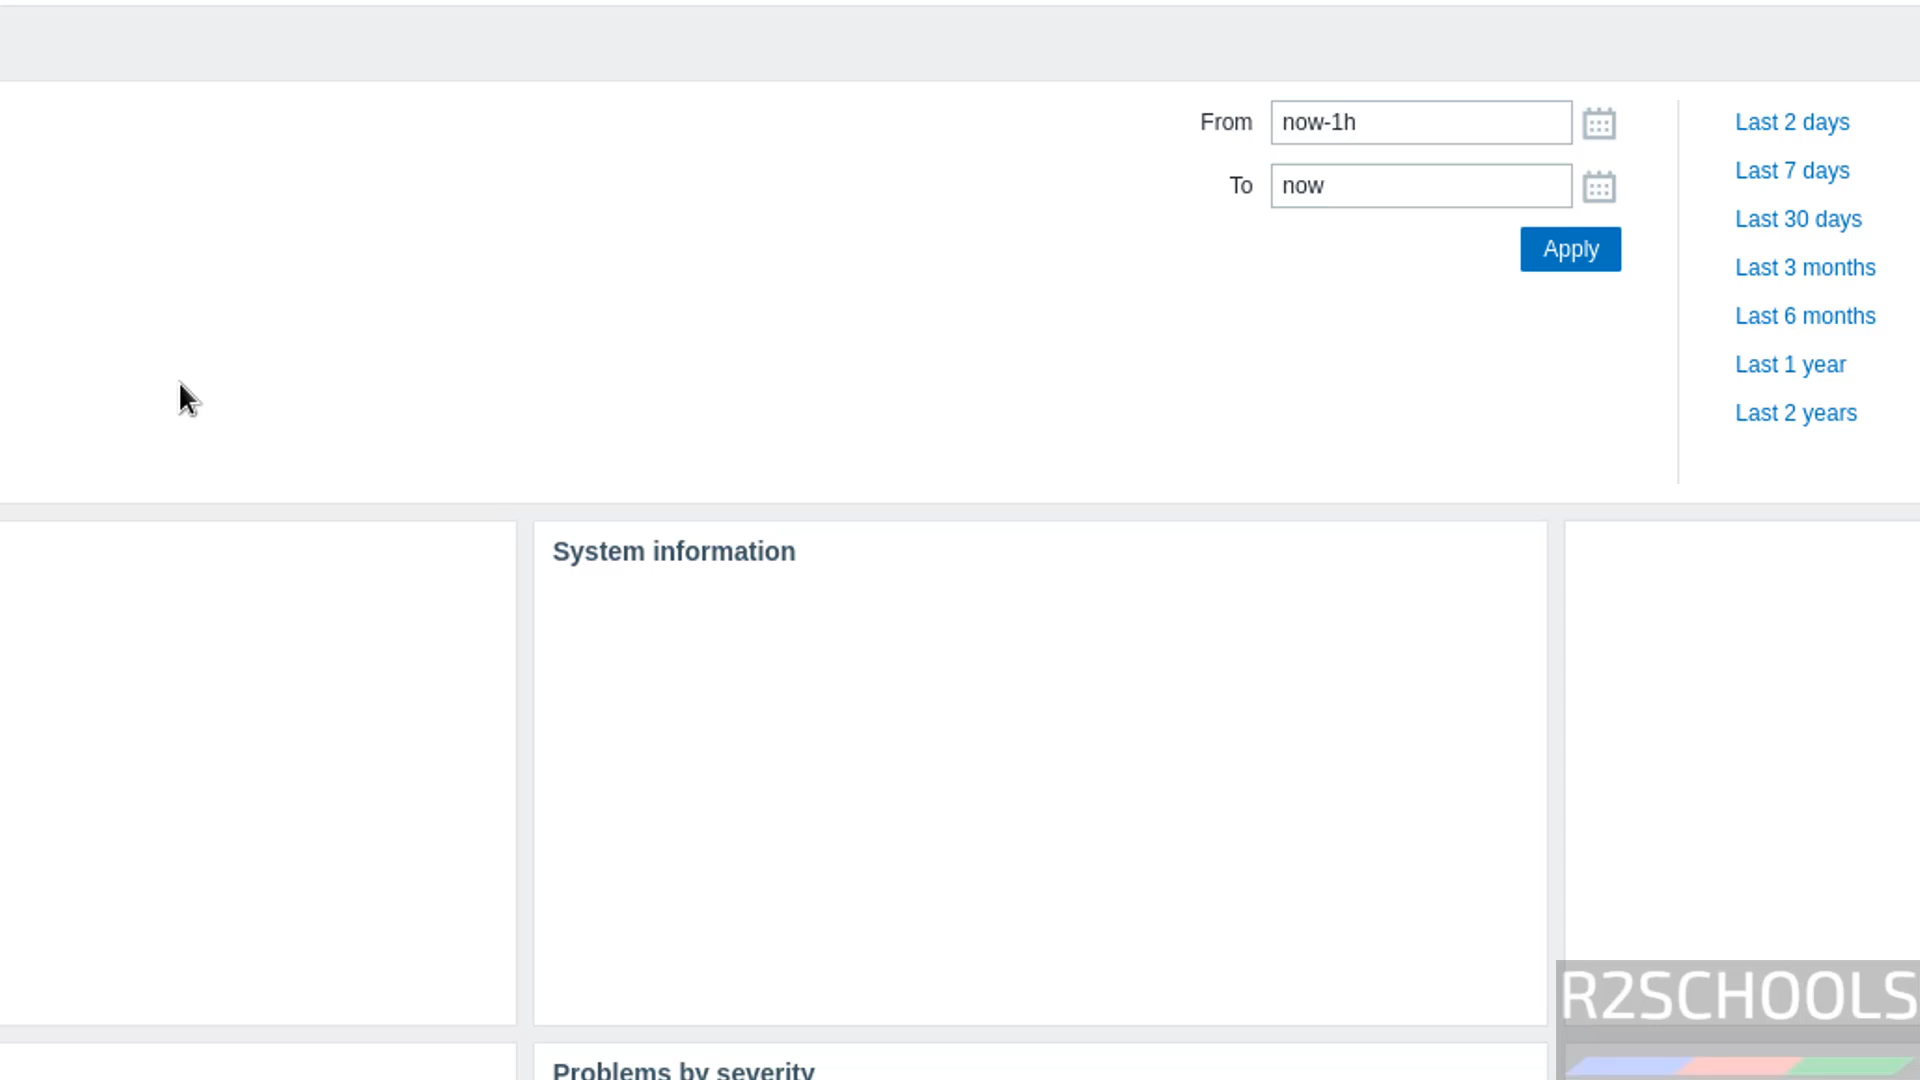 From now-1h
To now
Apply
Last 2 days
Last 7 days
Last 30 days
Last 3 months
Last 6 months
Last 1 year
Last 2 years
System information
Problems by severity
R2SCHOOLS